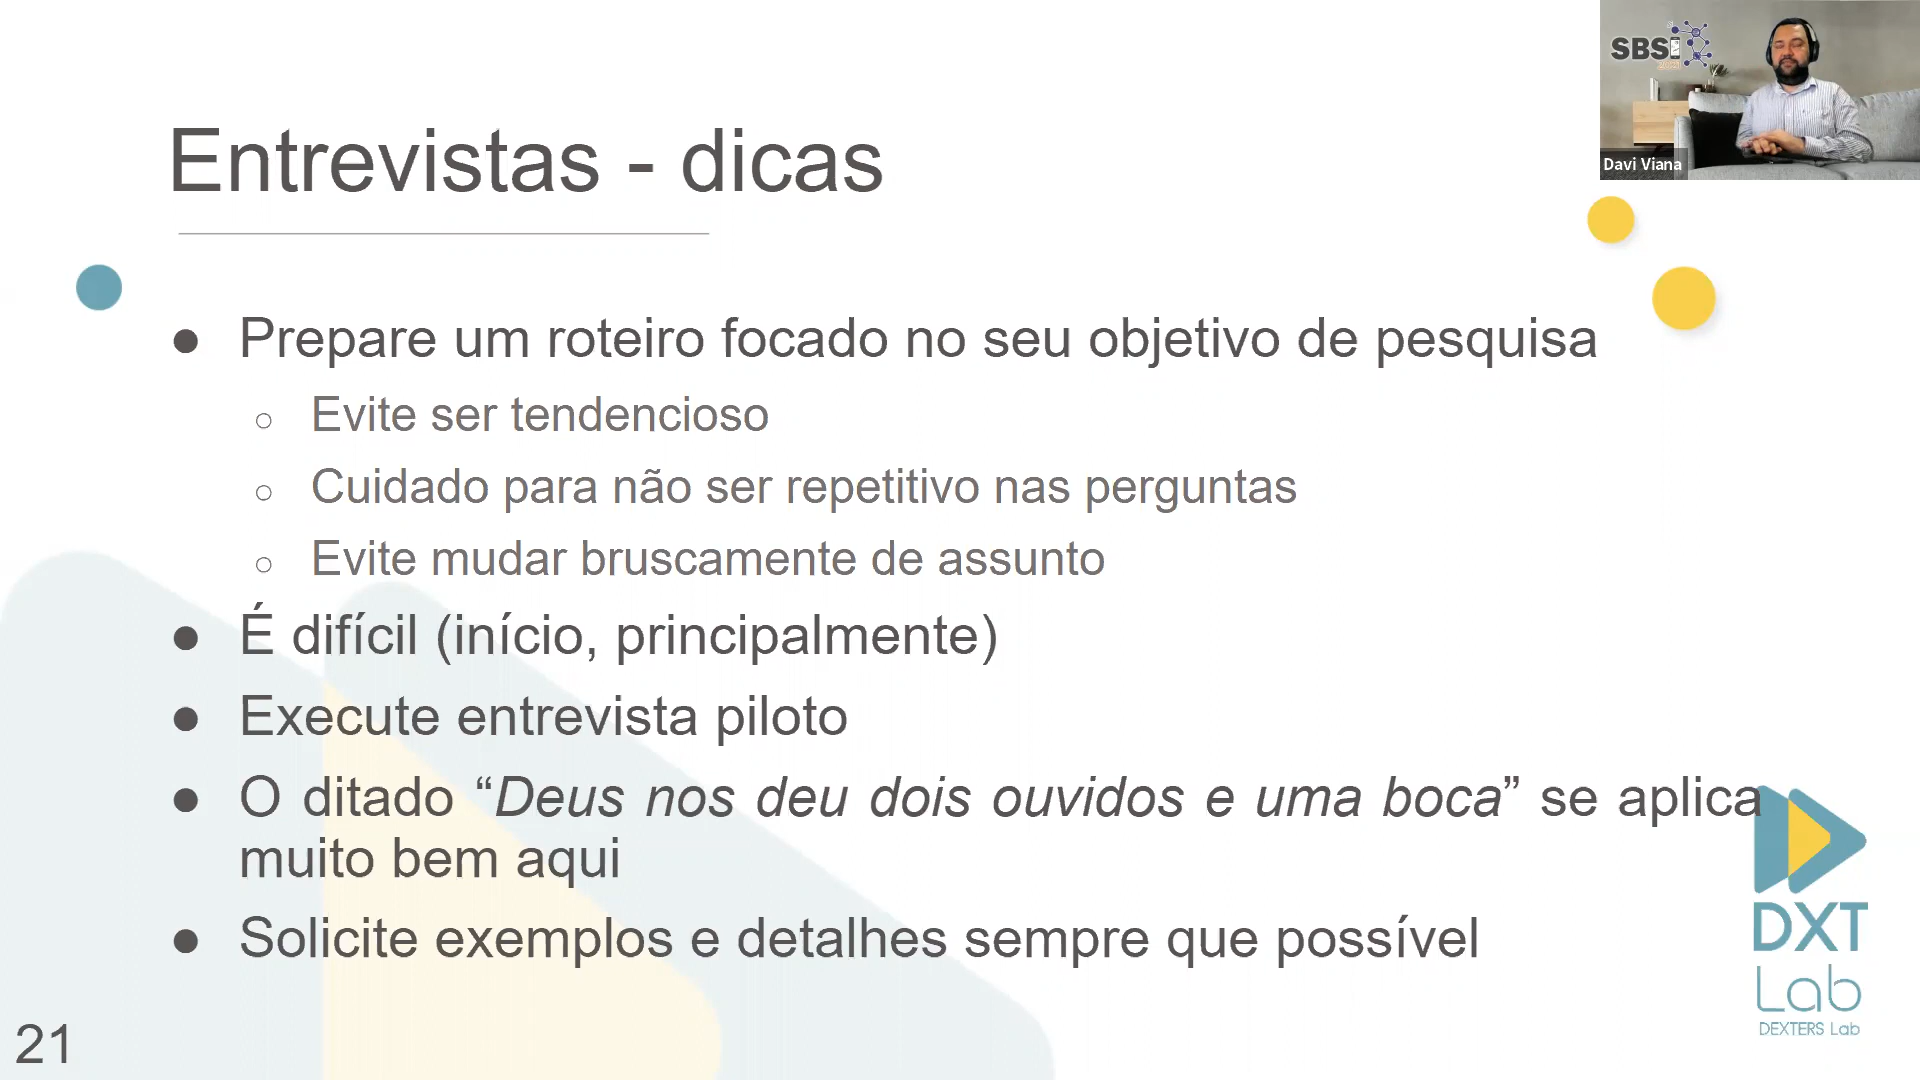 SBSI
Davi Viana
Entrevistas - dicas
● Prepare um roteiro focado no seu objetivo de pesquisa
○ Evite ser tendencioso
○ Cuidado para não ser repetitivo nas perguntas
○ Evite mudar bruscamente de assunto
● É difícil (início, principalmente)
● Execute entrevista piloto
● O ditado “Deus nos deu dois ouvidos e uma boca” se aplica
muito bem aqui
● Solicite exemplos e detalhes sempre que possível
DXT
Lab
DEXTERS Lab
21